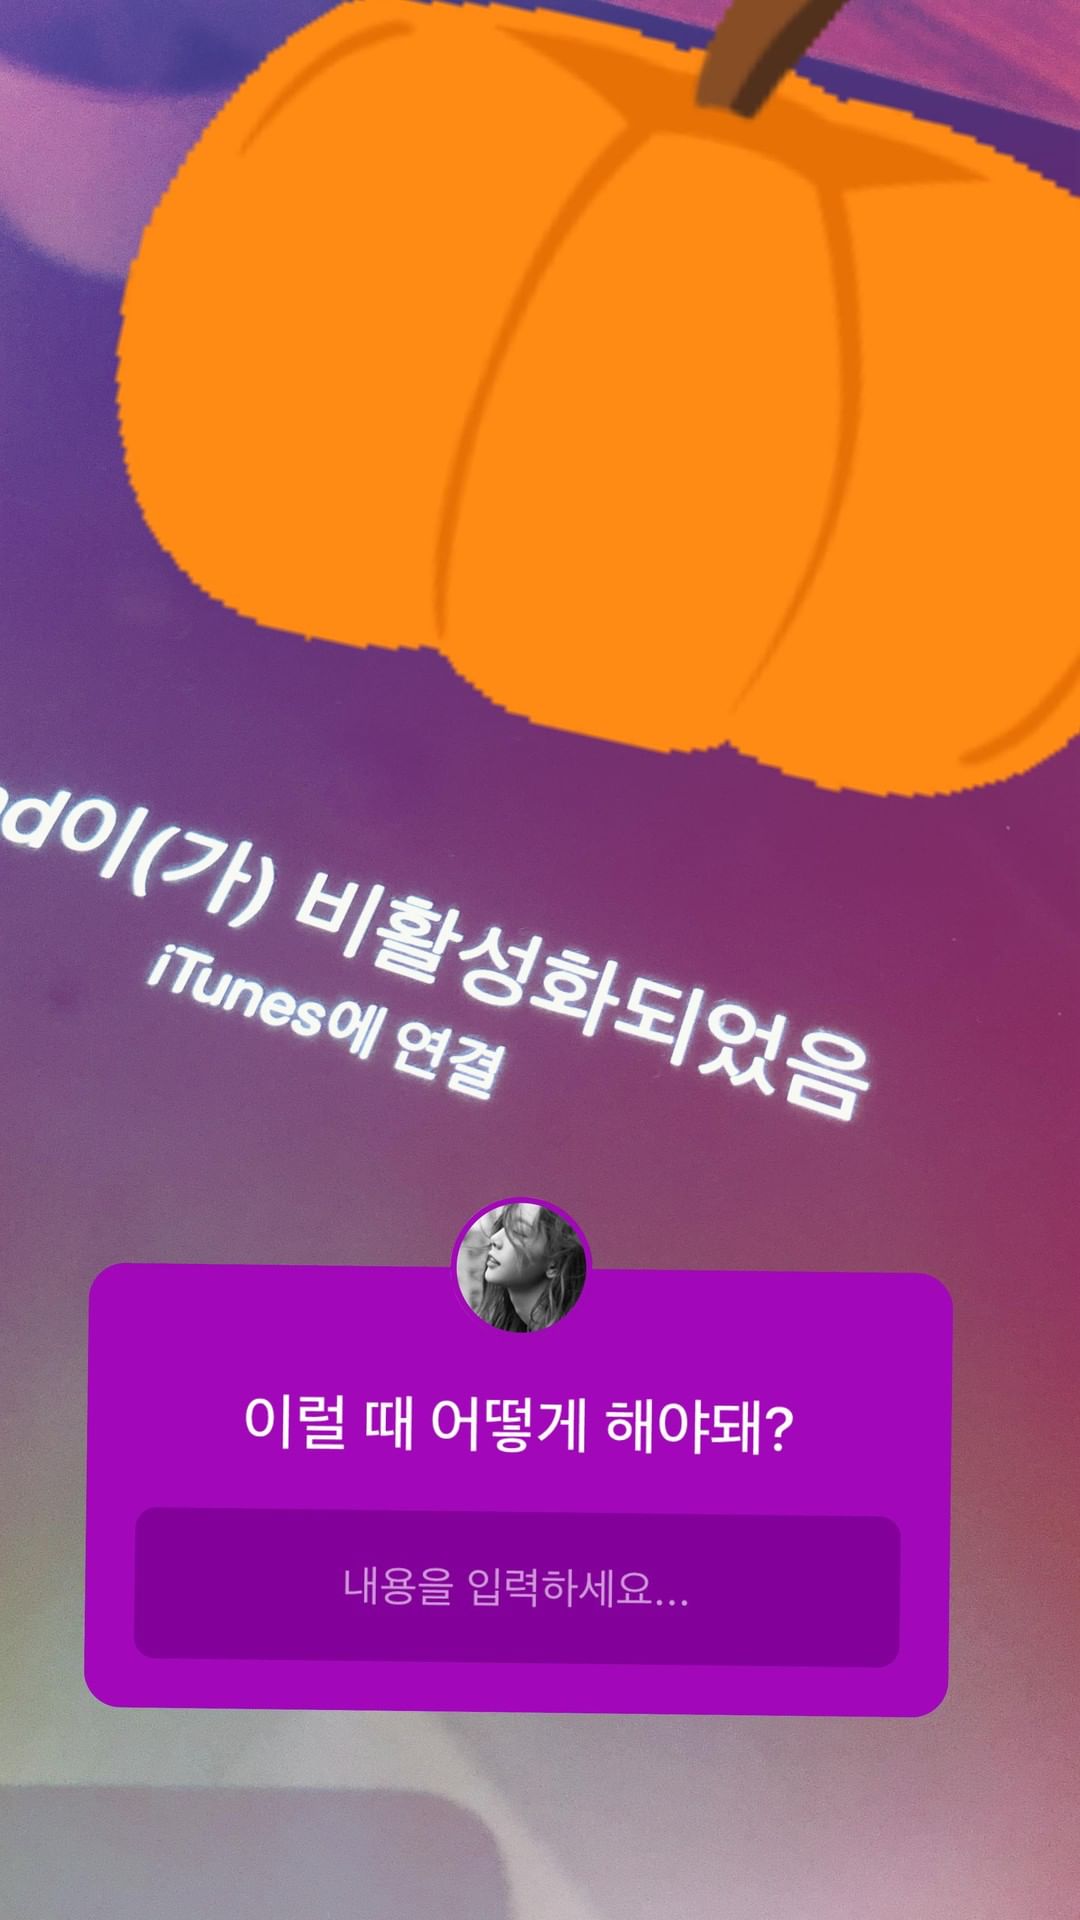 이(가) 비활성화되었음
iTunes에 연결
이럴 때 어떻게 해야돼?
내용을 입력하세요...